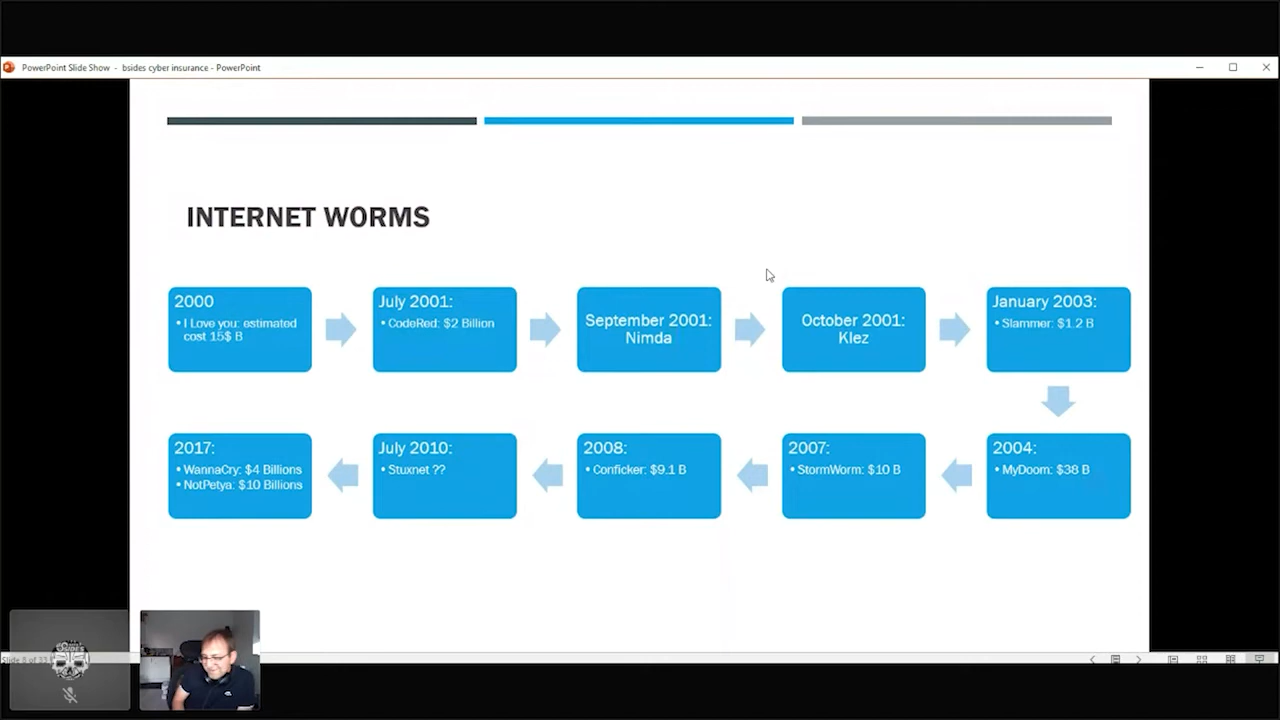 PowerPoint Slide Show - bsides cyber insurance - PowerPoint
INTERNET WORMS
2000
• I Love you: estimated
cost 15$ B
July 2001:
• CodeRed: $2 Billion
September 2001:
Nimda
October 2001:
Klez
January 2003:
• Slammer: $1.2 B
2004:
• MyDoom: $38 B
2007:
• StormWorm: $10 B
2008:
• Conficker: $9.1 B
July 2010:
• Stuxnet ??
2017:
• WannaCry: $4 Billions
• NotPetya: $10 Billions
SIDES